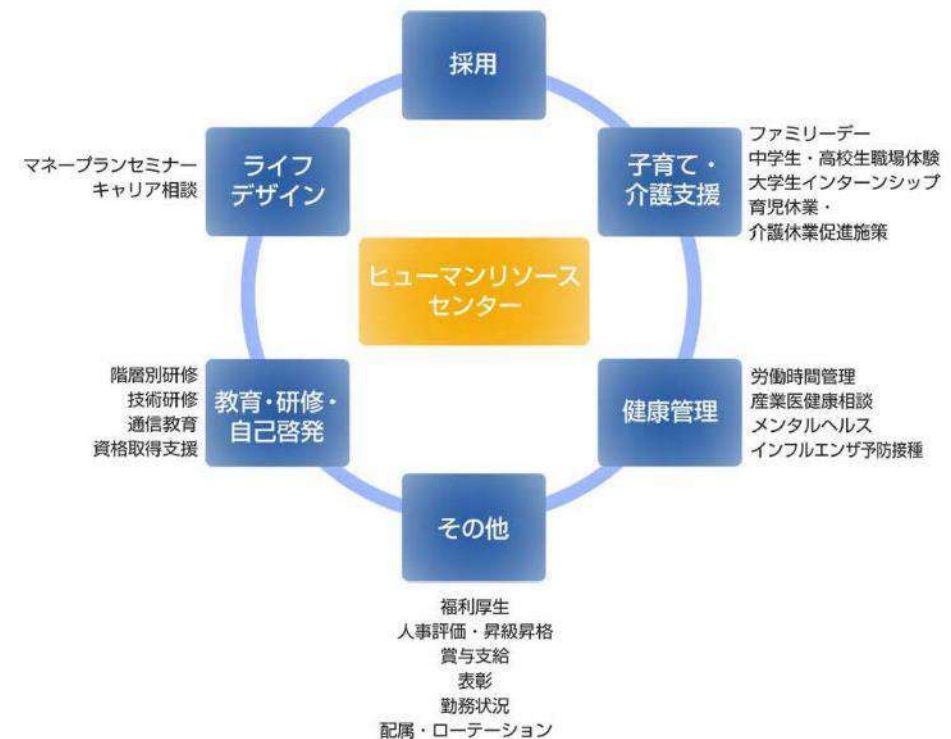 採用
ライフ
デザイン
マネープランセミナー
キャリア相談
子育て・
介護支援
ファミリーデー
中学生・高校生職場体験
大学生インターンシップ
育児休業・
介護休業促進施策
ヒューマンリソース
センター
教育・研修・
自己啓発
階層別研修
技術研修
通信教育
資格取得支援
健康管理
労働時間管理
産業医健康相談
メンタルヘルス
インフルエンザ予防接種
その他
福利厚生
人事評価・昇級昇格
賞与支給
表彰
勤務状況
配属・ローテーション